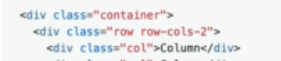 <div class="container">
<div class="row row-cols-2">
<div class="col">Column</div>